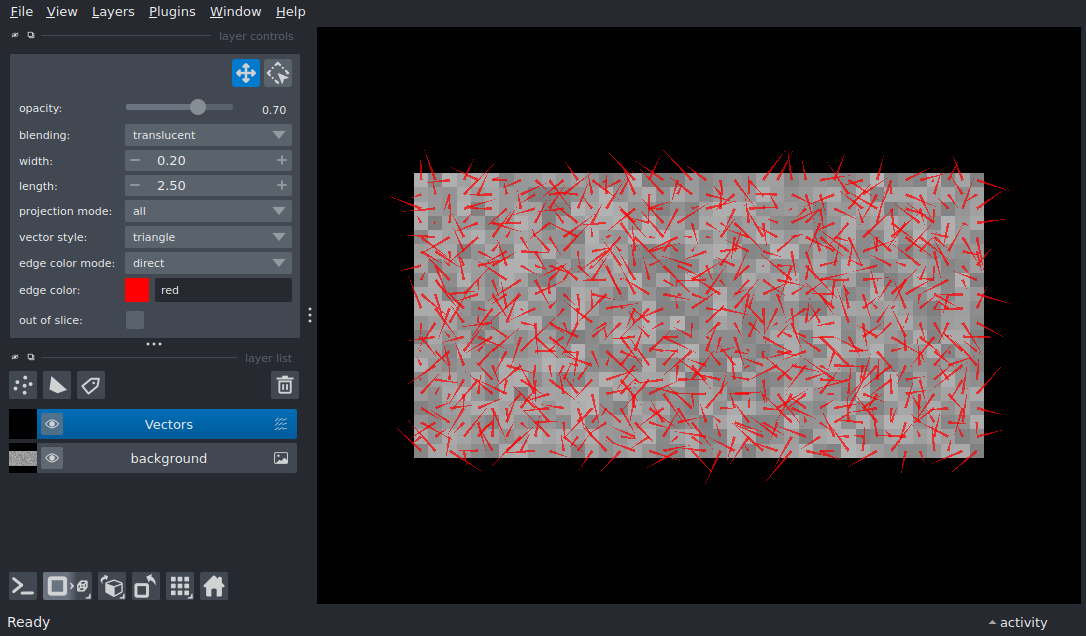 File View Layers Plugins Window Help
layer controls
opacity: 0.70
blending: translucent
width: 0.20
length: 2.50
projection mode: all
vector style: triangle
edge color mode: direct
edge color: red
out of slice:
layer list
Vectors
background
Ready
activity